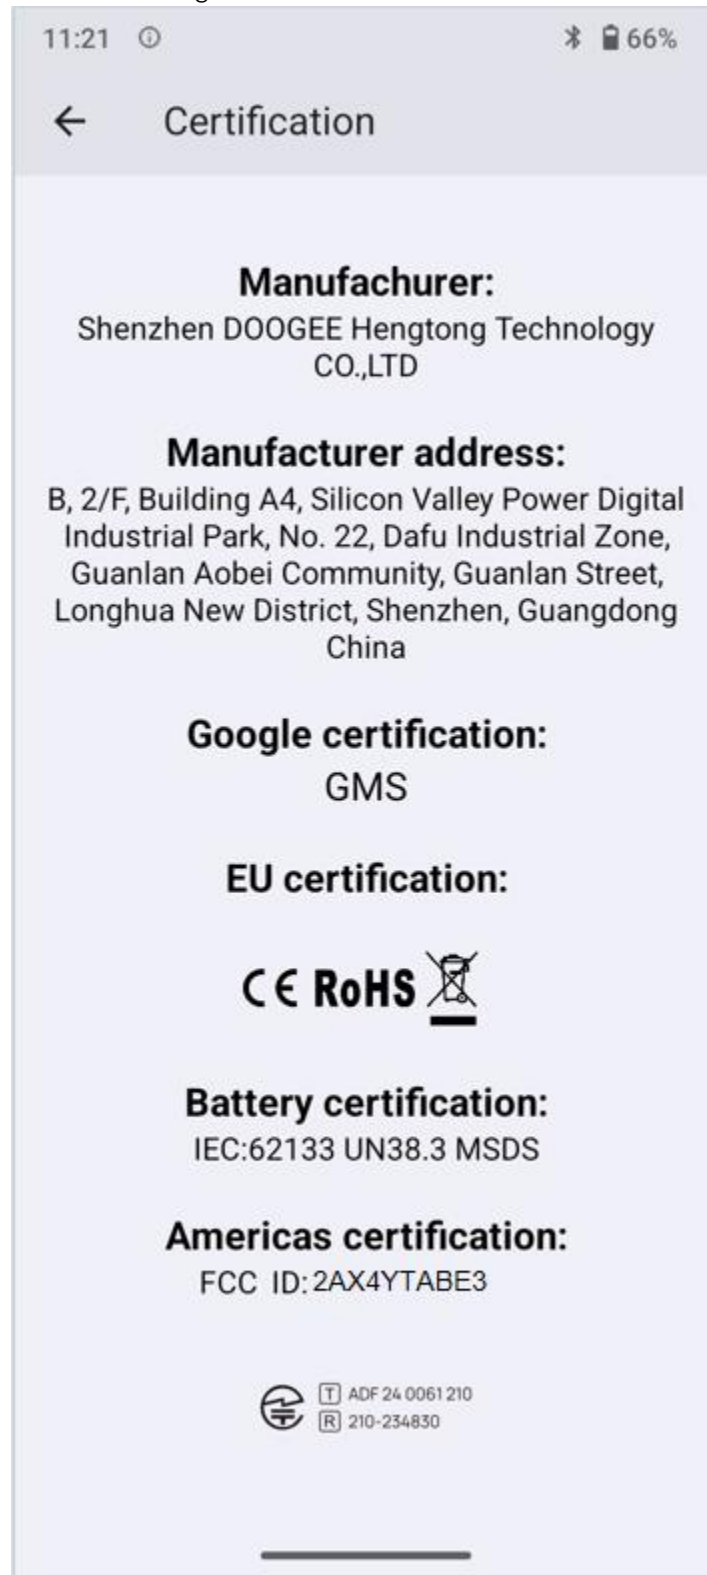 11:21
66%
Certification
Manufachurer:
Shenzhen DOOGEE Hengtong Technology
CO.,LTD
Manufacturer address:
B, 2/F, Building A4, Silicon Valley Power Digital
Industrial Park, No. 22, Dafu Industrial Zone,
Guanlan Aobei Community, Guanlan Street,
Longhua New District, Shenzhen, Guangdong
China
Google certification:
GMS
EU certification:
CE RoHS
Battery certification:
IEC:62133 UN38.3 MSDS
Americas certification:
FCC ID: 2AX4YTABE3
T ADF 24 0061 210
R 210-234830